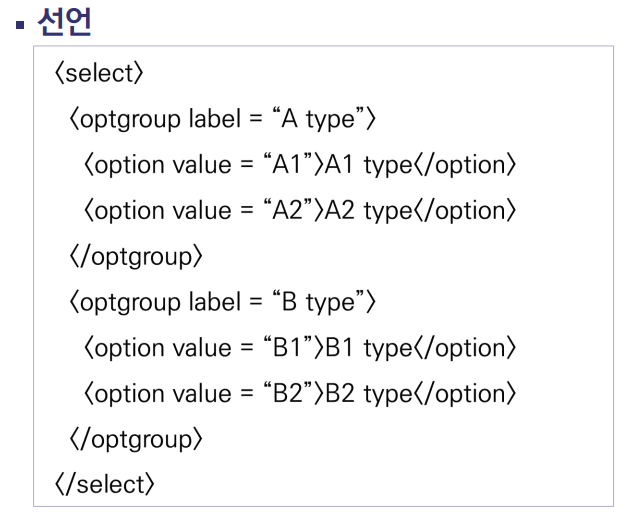 ▪ 선언
〈select〉
〈optgroup label = “A type”〉
〈option value = “A1”〉A1 type〈/option〉
〈option value = “A2”〉A2 type〈/option〉
〈/optgroup〉
〈optgroup label = “B type”〉
〈option value = “B1”〉B1 type〈/option〉
〈option value = “B2”〉B2 type〈/option〉
〈/optgroup〉
〈/select〉